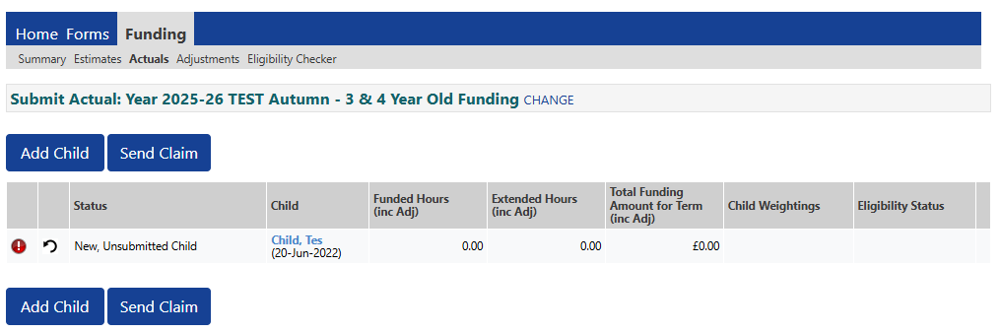 Home Forms Funding
Summary Estimates Actuals Adjustments Eligibility Checker
Submit Actual: Year 2025-26 TEST Autumn - 3 & 4 Year Old Funding CHANGE
Add Child Send Claim
Status Child Funded Hours (inc Adj) Extended Hours (inc Adj) Total Funding Amount for Term (inc Adj) Child Weightings Eligibility Status
New, Unsubmitted Child Child, Tes (20-Jun-2022) 0.00 0.00 £0.00
Add Child Send Claim